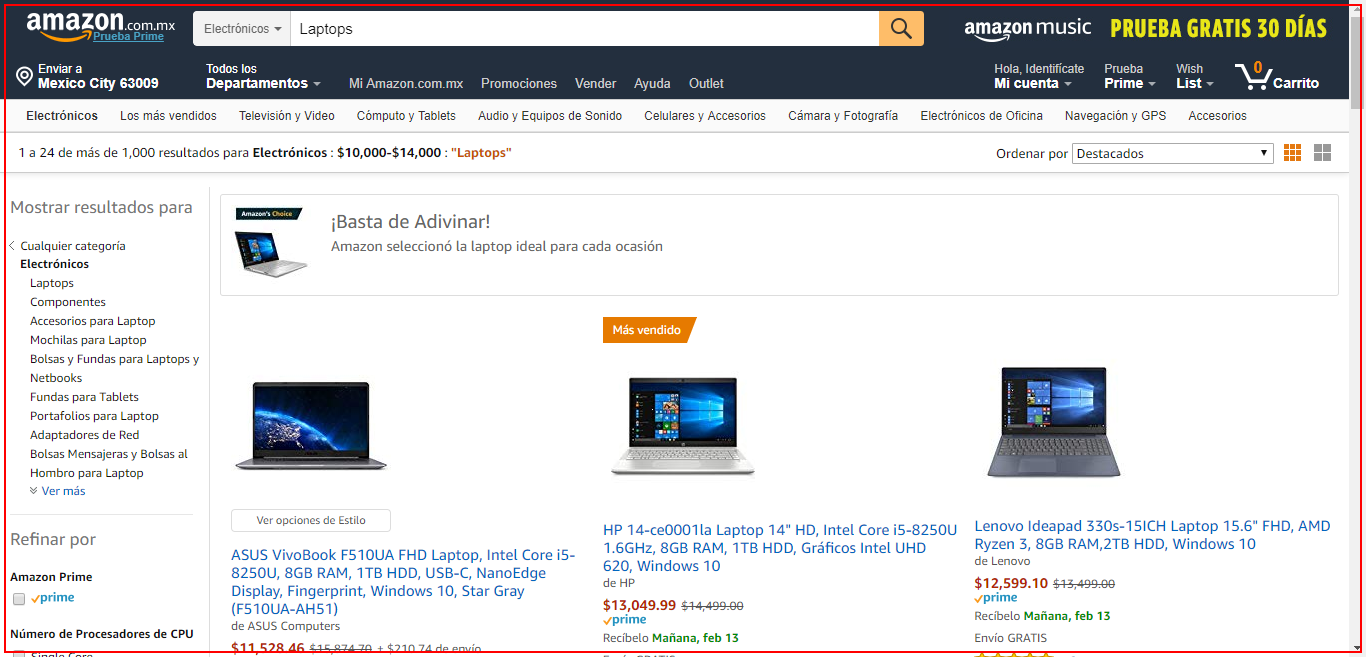 amazon.com.mx
Prueba Prime
Electrónicos
Laptops
amazon music PRUEBA GRATIS 30 DÍAS
Enviar a
Mexico City 63009
Todos los
Departamentos
Mi Amazon.com.mx Promociones Vender Ayuda Outlet
Hola, Identifícate
Mi cuenta
Prueba
Prime
Wish
List
0
Carrito
Electrónicos Los más vendidos Televisión y Video Cómputo y Tablets Audio y Equipos de Sonido Celulares y Accesorios Cámara y Fotografía Electrónicos de Oficina Navegación y GPS Accesorios
1 a 24 de más de 1,000 resultados para Electrónicos : $10,000-$14,000 : "Laptops"
Ordenar por Destacados
Mostrar resultados para
Cualquier categoría
Electrónicos
Laptops
Componentes
Accesorios para Laptop
Mochilas para Laptop
Bolsas y Fundas para Laptops y
Netbooks
Fundas para Tablets
Portafolios para Laptop
Adaptadores de Red
Bolsas Mensajeras y Bolsas al
Hombro para Laptop
Ver más
Refinar por
Amazon Prime
prime
Número de Procesadores de CPU
Single Core
Amazon's Choice
¡Basta de Adivinar!
Amazon seleccionó la laptop ideal para cada ocasión
Ver opciones de Estilo
ASUS VivoBook F510UA FHD Laptop, Intel Core i5-
8250U, 8GB RAM, 1TB HDD, USB-C, NanoEdge
Display, Fingerprint, Windows 10, Star Gray
(F510UA-AH51)
de ASUS Computers
$11,528.46 $15,874.70 + $210.74 de envío
Más vendido
HP 14-ce0001la Laptop 14" HD, Intel Core i5-8250U
1.6GHz, 8GB RAM, 1TB HDD, Gráficos Intel UHD
620, Windows 10
de HP
$13,049.99 $14,499.00
prime
Recíbelo Mañana, feb 13
Envío GRATIS
Lenovo Ideapad 330s-15ICH Laptop 15.6" FHD, AMD
Ryzen 3, 8GB RAM,2TB HDD, Windows 10
de Lenovo
$12,599.10 $13,499.00
prime
Recíbelo Mañana, feb 13
Envío GRATIS